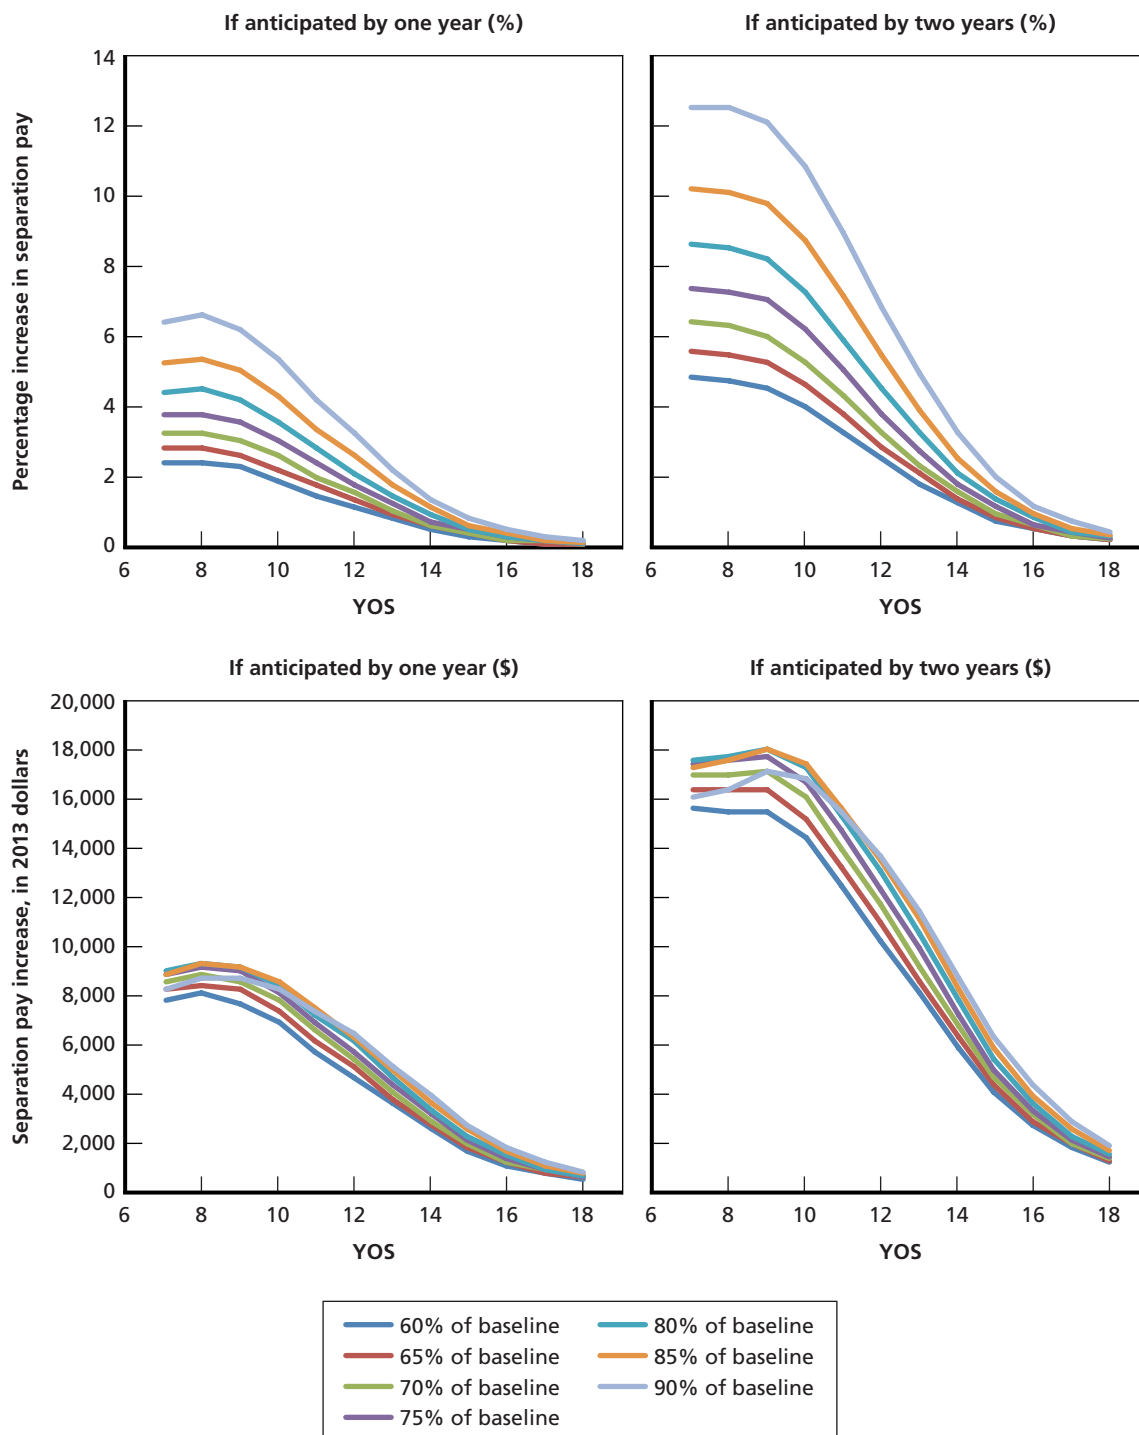 If anticipated by one year (%)
If anticipated by two years (%)
Percentage increase in separation pay
14
12
10
8
6
4
2
0
6 8 10 12 14 16 18
YOS
6 8 10 12 14 16 18
YOS
If anticipated by one year ($)
If anticipated by two years ($)
Separation pay increase, in 2013 dollars
20,000
18,000
16,000
14,000
12,000
10,000
8,000
6,000
4,000
2,000
0
6 8 10 12 14 16 18
YOS
6 8 10 12 14 16 18
YOS
60% of baseline
65% of baseline
70% of baseline
75% of baseline
80% of baseline
85% of baseline
90% of baseline